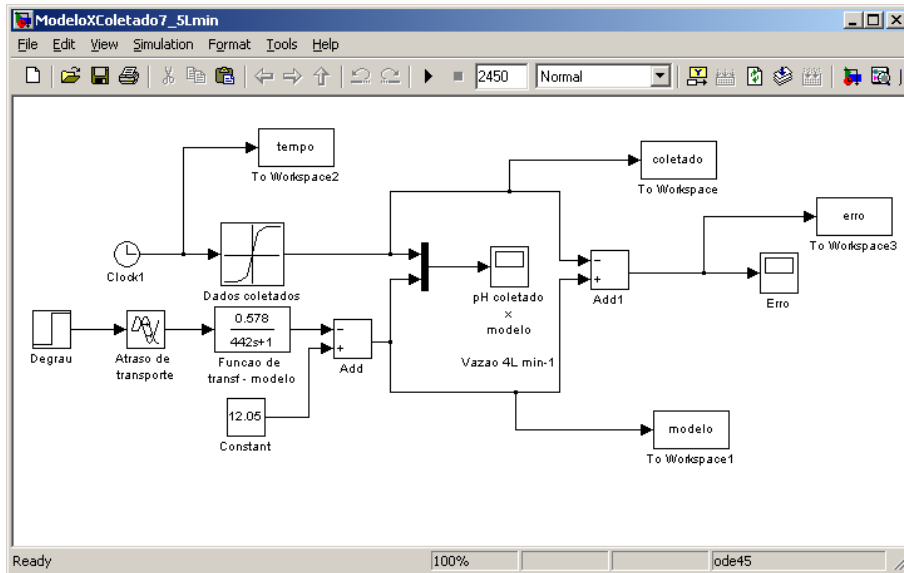 ModeloXColetado7_5Lmin
File Edit View Simulation Format Tools Help
2450 Normal
tempo
To Workspace2
coletado
To Workspace
erro
To Workspace3
Clock1
Dados coletados
pH coletado
x
modelo
Add1
Erro
Degrau
Atraso de
transporte
0.578
442s+1
Funcao de
transf - modelo
Add
Vazao 4L min-1
12.05
Constant
modelo
To Workspace1
Ready 100% ode45